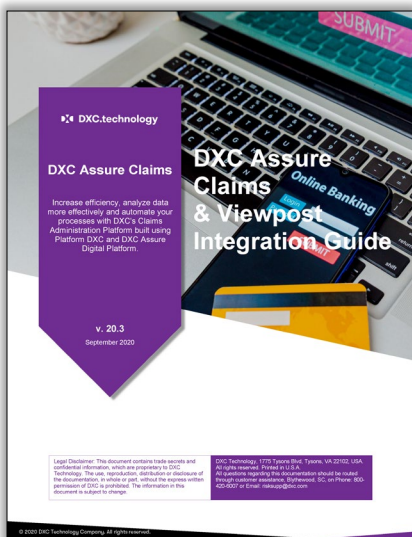 SUBMIT
DXC.technology
DXC Assure Claims
Increase efficiency, analyze data
more effectively and automate your
processes with DXC's Claims
Administration Platform built using
Platform DXC and DXC Assure
Digital Platform.
v. 20.3
September 2020
DXC Assure
Claims
& Viewpost
Integration Guide
Online Banking
Login
SUBMIT
shift
Legal Disclaimer: This document contains trade secrets and
confidential information, which are proprietary to DXC
Technology. The use, reproduction, distribution or disclosure of
the documentation, in whole or part, without the express written
permission of DXC is prohibited. The information in this
document is subject to change.
DXC Technology, 1775 Tysons Blvd, Tysons, VA 22102, USA.
All rights reserved. Printed in U.S.A.
All questions regarding this documentation should be routed
through customer assistance, Blythewood, SC, on Phone: 800-
420-6007 or Email: risksupp@dxc.com
© 2020 DXC Technology Company. All rights reserved.